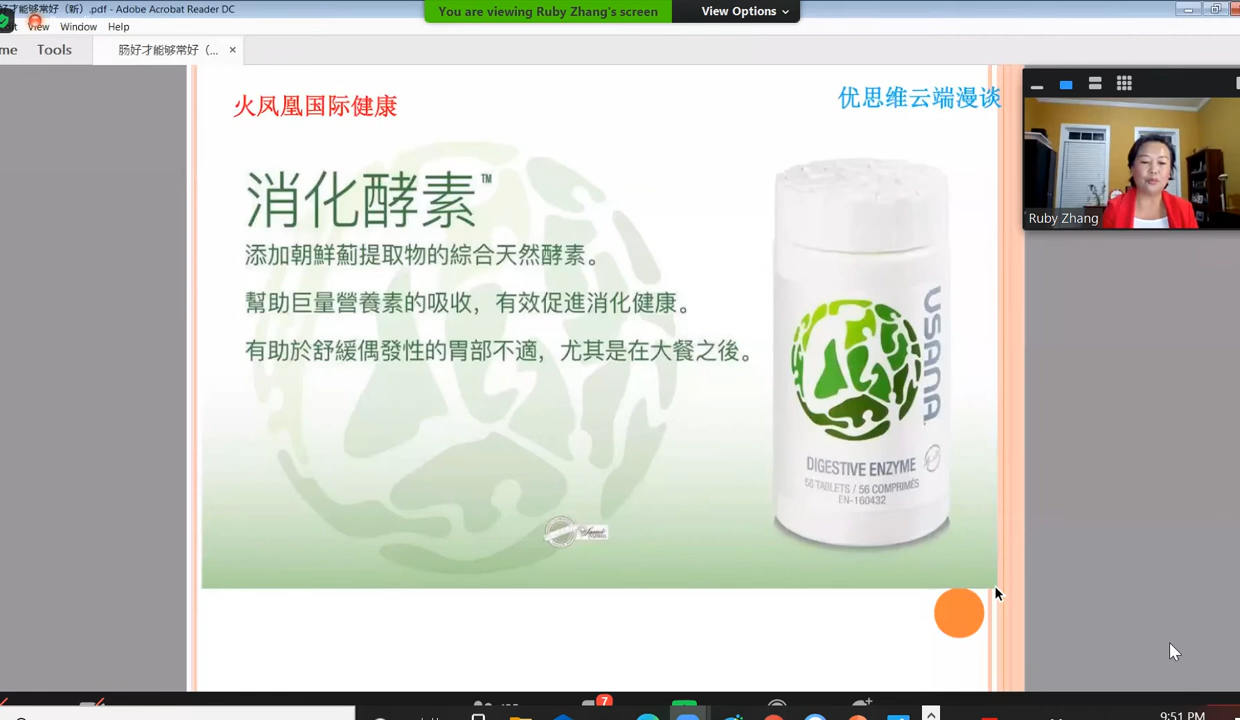 好才能够常好（新）.pdf - Adobe Acrobat Reader DC
View Window Help
You are viewing Ruby Zhang's screen
View Options
me
Tools
肠好才能够常好（...
火凤凰国际健康
优思维云端漫谈
消化酵素™
添加朝鮮薊提取物的綜合天然酵素。
幫助巨量營養素的吸收，有效促進消化健康。
有助於舒緩偶發性的胃部不適，尤其是在大餐之後。
USANA
DIGESTIVE ENZYME
56 TABLETS / 56 COMPRIMÉS
EN-160432
Ruby Zhang
7
9:51 PM